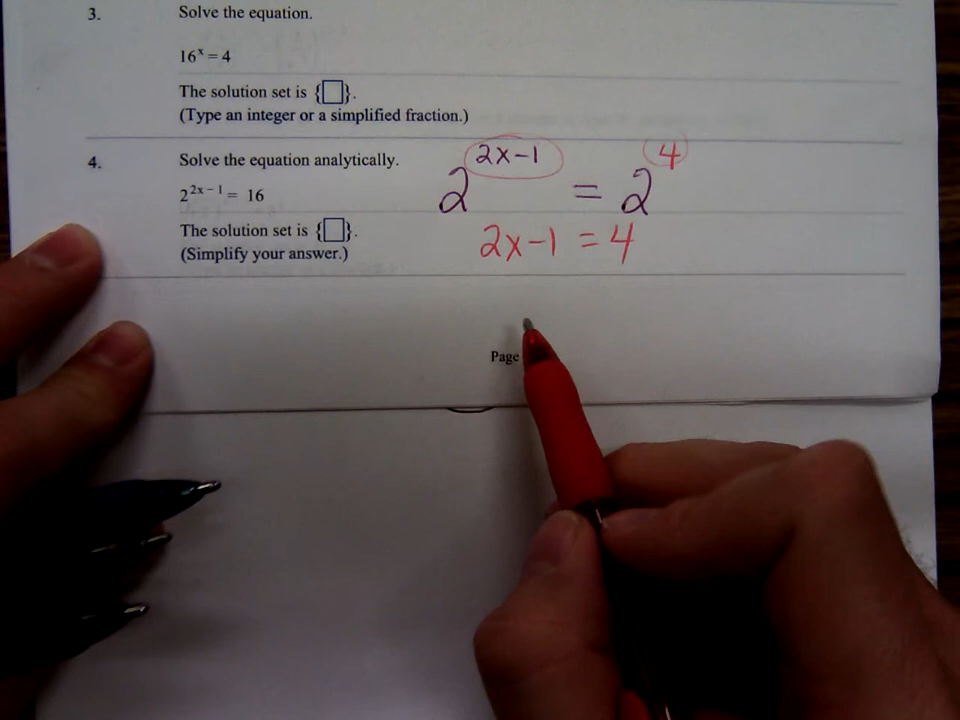 3. Solve the equation.
16^x = 4
The solution set is {□}.
(Type an integer or a simplified fraction.)
4. Solve the equation analytically.
2^(2x − 1) = 16
The solution set is {□}.
(Simplify your answer.)
2^(2x−1) = 2^4
2x−1 = 4
Page